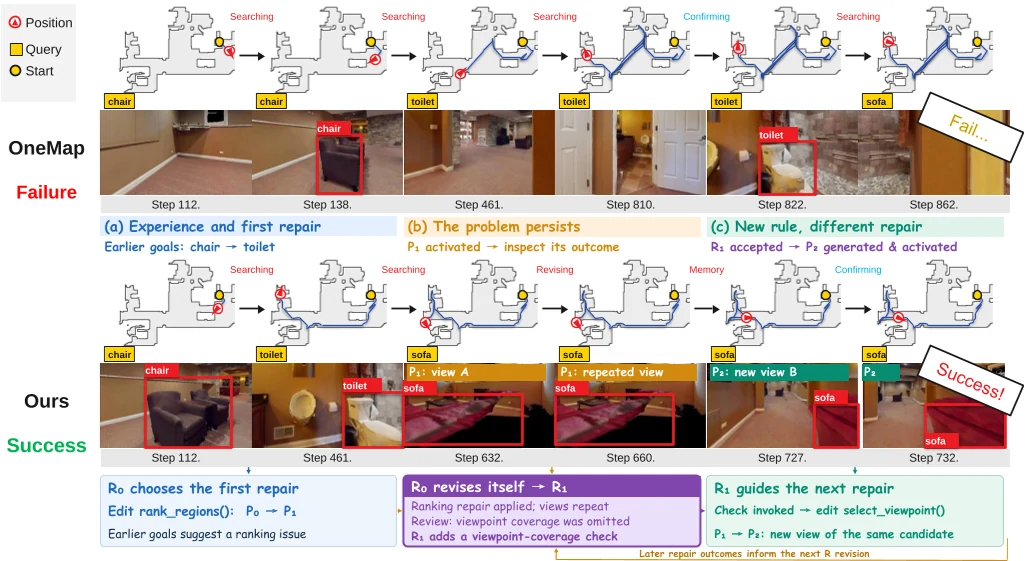 Position
Query
Start
Searching
Searching
Searching
Confirming
Searching
chair
chair
toilet
toilet
toilet
sofa
OneMap
Failure
chair
toilet
Fail...
Step 112.
Step 138.
Step 461.
Step 810.
Step 822.
Step 862.
(a) Experience and first repair
(b) The problem persists
(c) New rule, different repair
Earlier goals: chair → toilet
P₁ activated → inspect its outcome
R₁ accepted → P₂ generated & activated
Searching
Searching
Revising
Memory
Confirming
chair
toilet
sofa
sofa
sofa
sofa
Ours
Success
chair
toilet
P₁: view A
sofa
P₁: repeated view
sofa
P₂: new view B
sofa
P₂
sofa
Success!
Step 112.
Step 461.
Step 632.
Step 660.
Step 727.
Step 732.
R₀ chooses the first repair
Edit rank_regions(): P₀ → P₁
Earlier goals suggest a ranking issue
R₀ revises itself → R₁
Ranking repair applied; views repeat
Review: viewpoint coverage was omitted
R₁ adds a viewpoint-coverage check
R₁ guides the next repair
Check invoked → edit select_viewpoint()
P₁ → P₂: new view of the same candidate
Later repair outcomes inform the next R revision